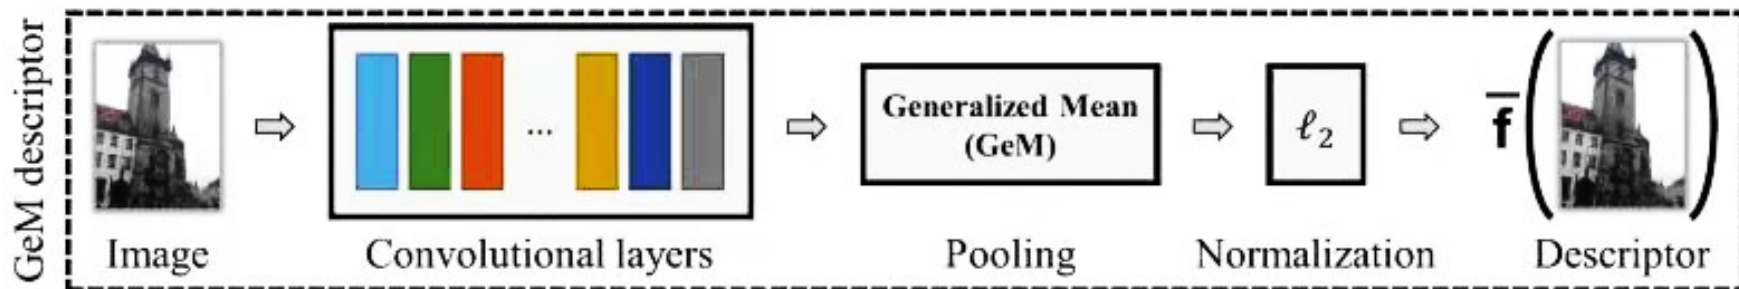 GeM descriptor
...
Generalized Mean
(GeM)
ℓ₂
f̅
Image
Convolutional layers
Pooling
Normalization
Descriptor